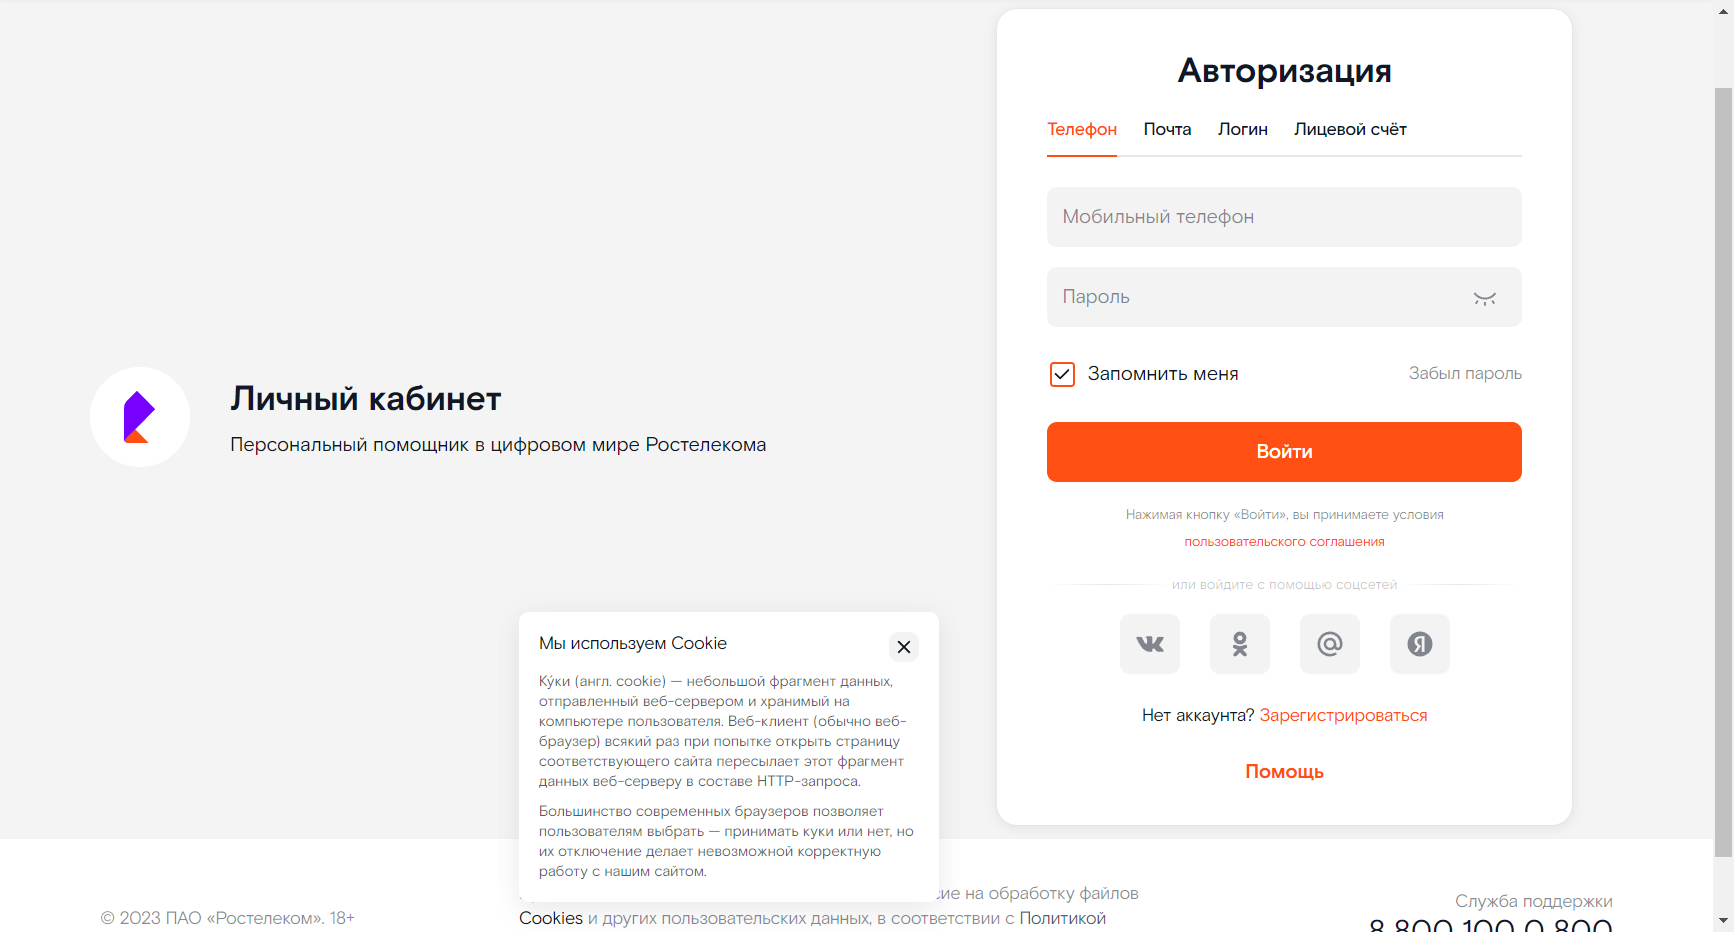 Авторизация
Телефон Почта Логин Лицевой счёт
Мобильный телефон
Пароль
Запомнить меня Забыл пароль
Войти
Нажимая кнопку «Войти», вы принимаете условия
пользовательского соглашения
или войдите с помощью соцсетей
Нет аккаунта? Зарегистрироваться
Помощь
Личный кабинет
Персональный помощник в цифровом мире Ростелекома
Мы используем Cookie
Ку́ки (англ. cookie) — небольшой фрагмент данных,
отправленный веб-сервером и хранимый на
компьютере пользователя. Веб-клиент (обычно веб-
браузер) всякий раз при попытке открыть страницу
соответствующего сайта пересылает этот фрагмент
данных веб-серверу в составе HTTP-запроса.
Большинство современных браузеров позволяет
пользователям выбрать — принимать куки или нет, но
их отключение делает невозможной корректную
работу с нашим сайтом.
© 2023 ПАО «Ростелеком». 18+
на обработку файлов
Cookies и других пользовательских данных, в соответствии с Политикой
Служба поддержки
8 800 100 0 800